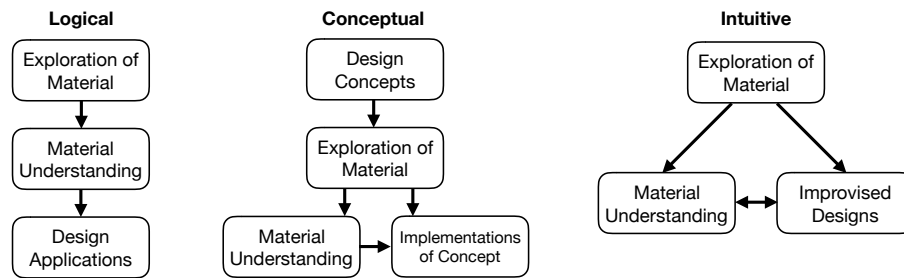 Logical
Exploration of
Material
Material
Understanding
Design
Applications
Conceptual
Design
Concepts
Exploration of
Material
Material
Understanding
Implementations
of Concept
Intuitive
Exploration of
Material
Material
Understanding
Improvised
Designs